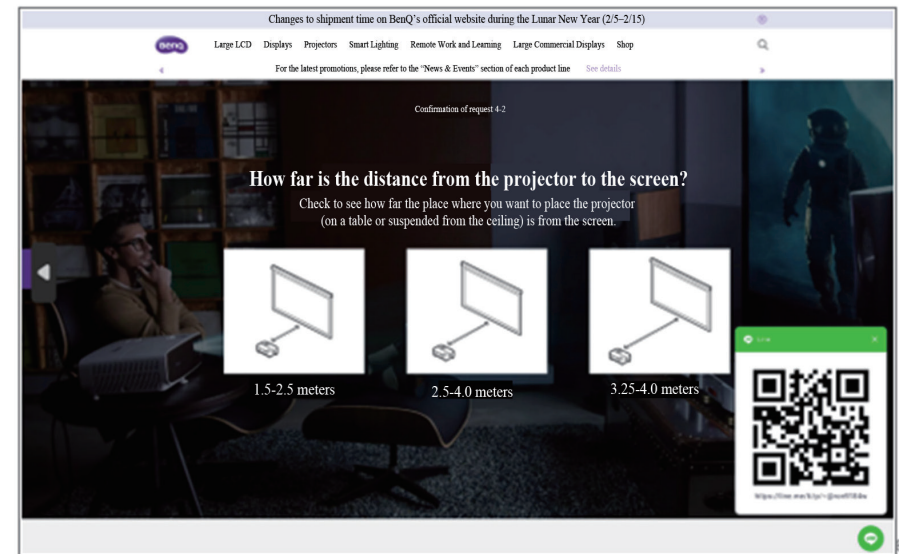 Changes to shipment time on BenQ's official website during the Lunar New Year (2/5–2/15)
BenQ
Large LCD Displays Projectors Smart Lighting Remote Work and Learning Large Commercial Displays Shop
For the latest promotions, please refer to the “News & Events” section of each product line See details
Confirmation of request 4-2
How far is the distance from the projector to the screen?
Check to see how far the place where you want to place the projector
(on a table or suspended from the ceiling) is from the screen.
1.5-2.5 meters
2.5-4.0 meters
3.25-4.0 meters